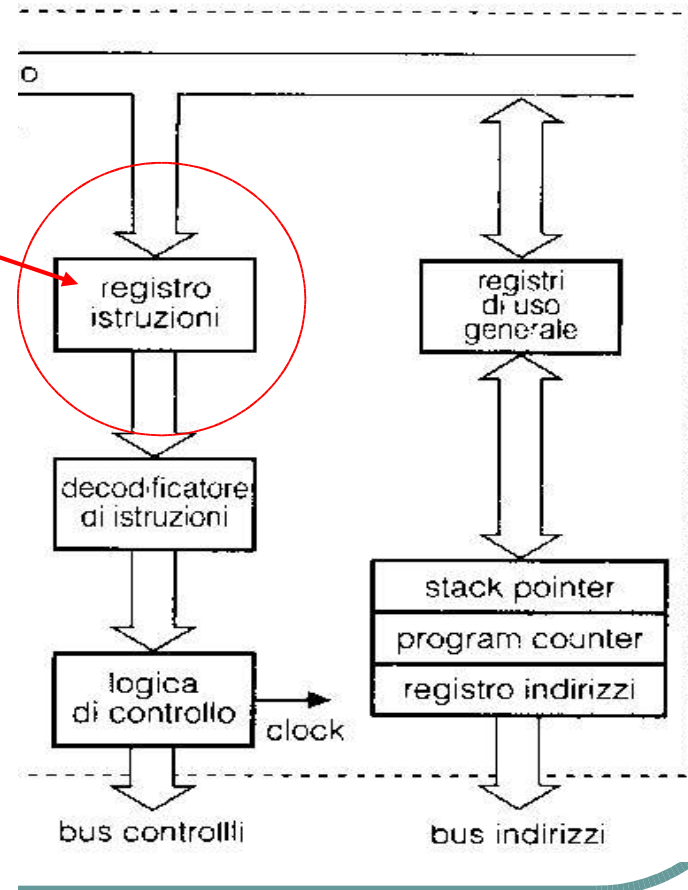 o
registro
istruzioni
registri
di uso
generale
decodificatore
di istruzioni
stack pointer
program counter
registro indirizzi
logica
di controllo
clock
bus controllli
bus indirizzi